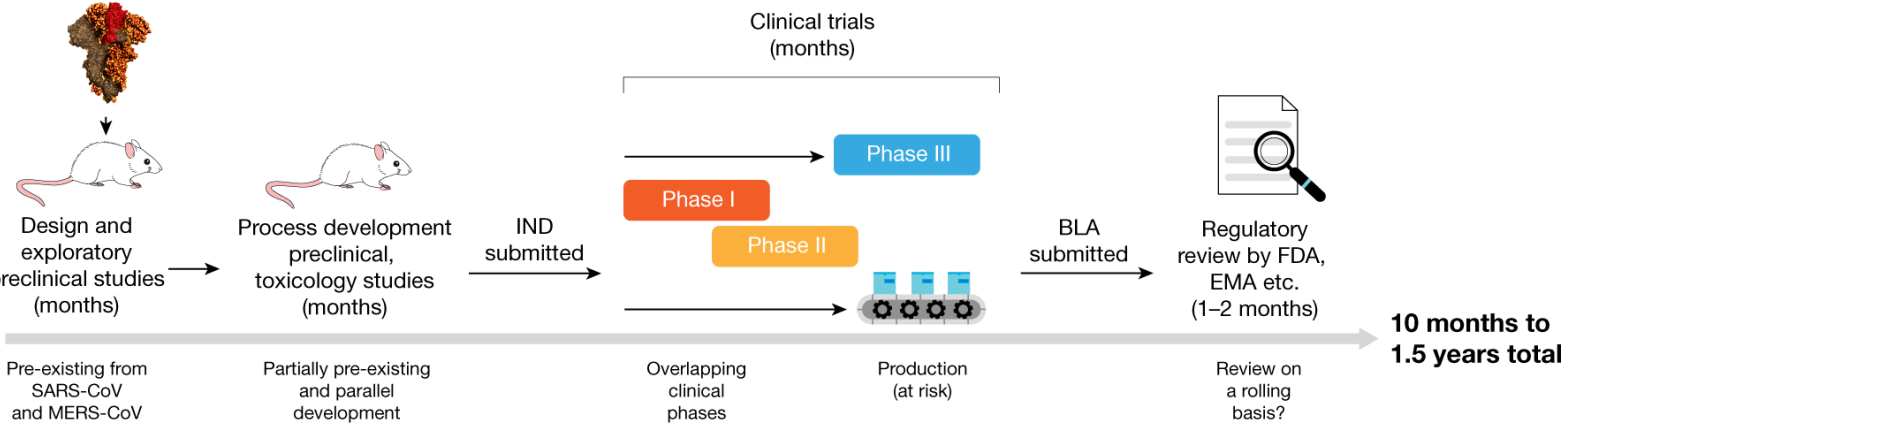 Clinical trials
(months)
Phase III
Phase I
Phase II
Design and
exploratory
preclinical studies
(months)
Process development
preclinical,
toxicology studies
(months)
IND
submitted
BLA
submitted
Regulatory
review by FDA,
EMA etc.
(1–2 months)
10 months to
1.5 years total
Pre-existing from
SARS-CoV
and MERS-CoV
Partially pre-existing
and parallel
development
Overlapping
clinical
phases
Production
(at risk)
Review on
a rolling
basis?